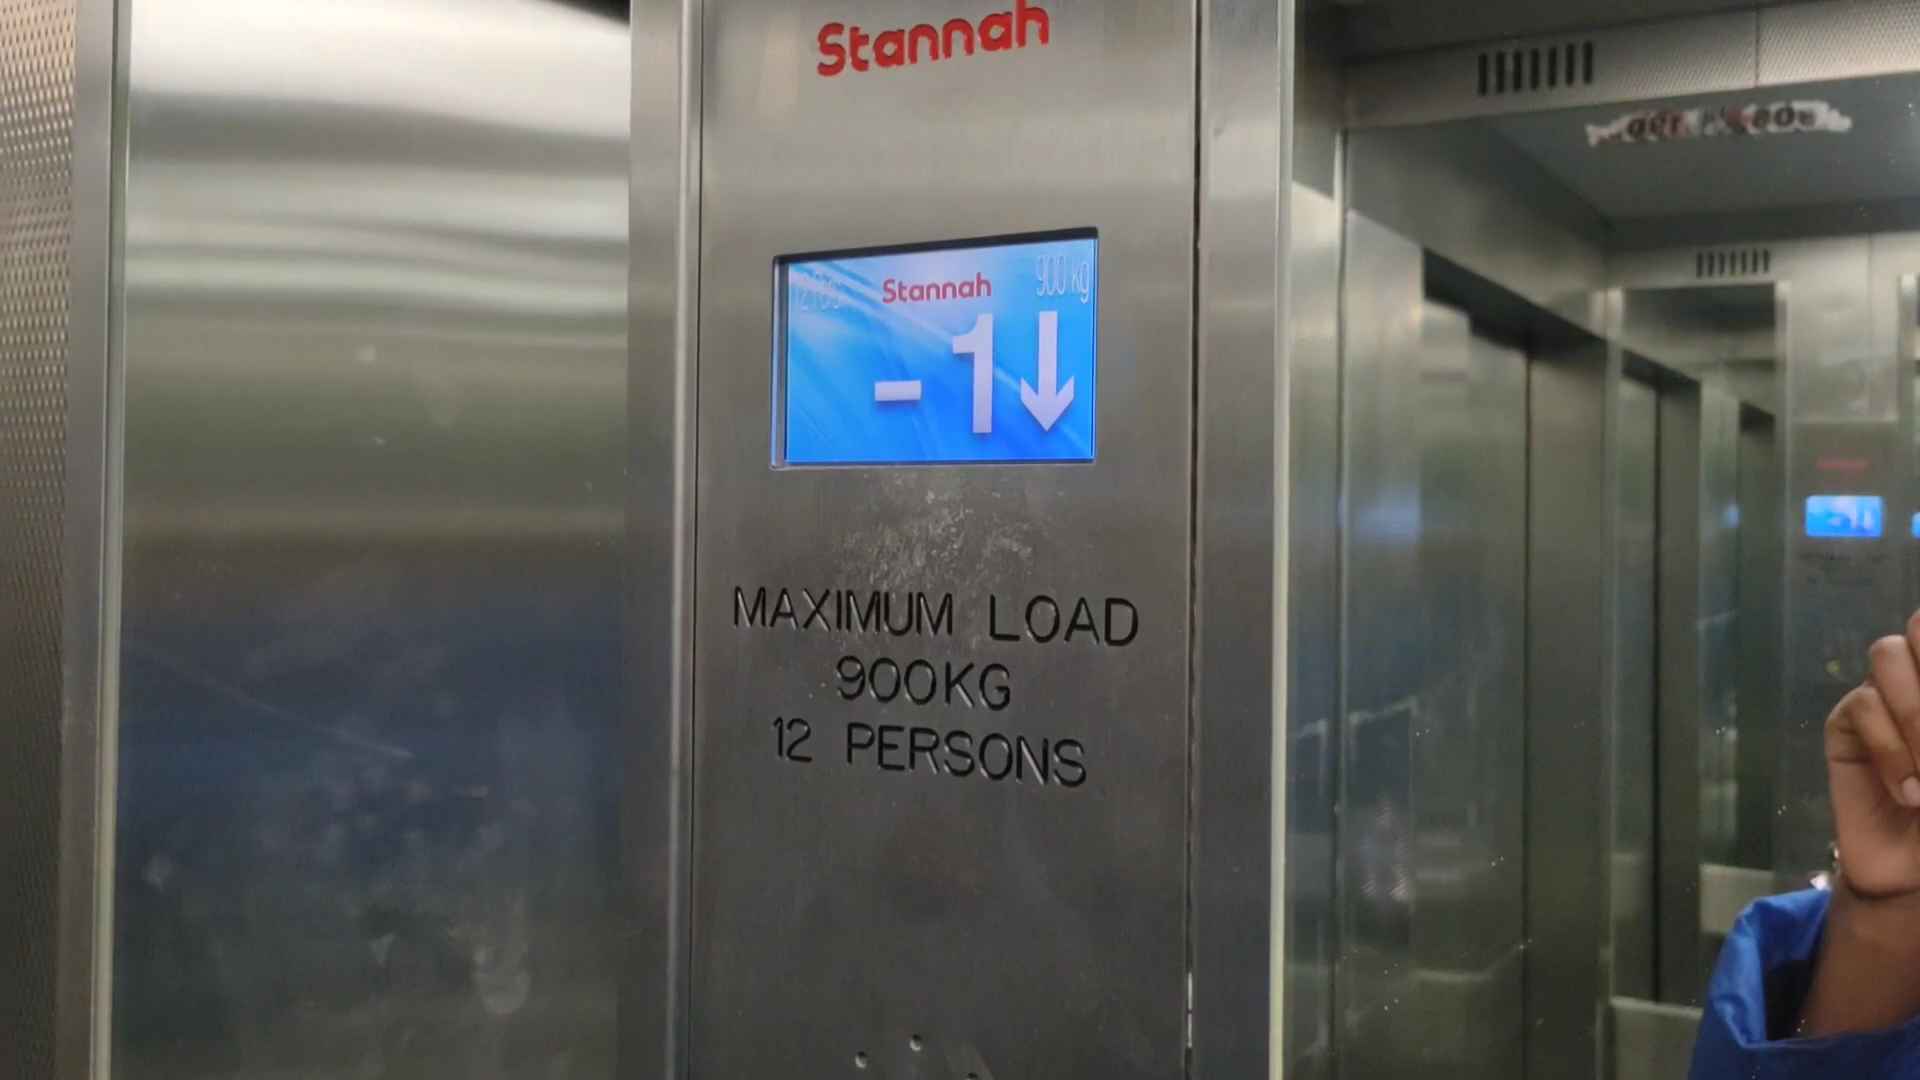 Stannah
Stannah
900 kg
-1↓
MAXIMUM LOAD
900KG
12 PERSONS